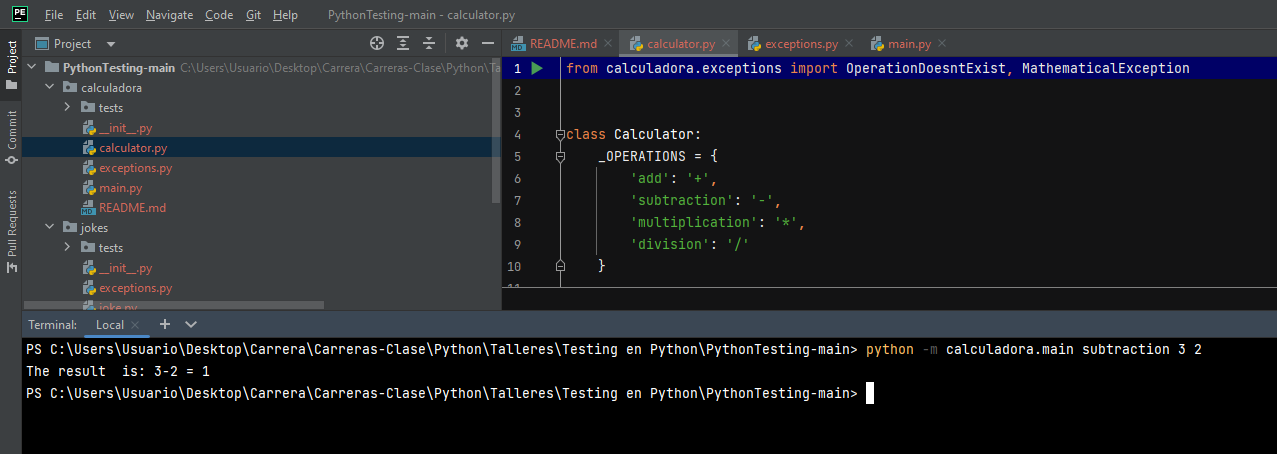 PE File Edit View Navigate Code Git Help PythonTesting-main - calculator.py
Project
Commit
Pull Requests
Project
PythonTesting-main C:\Users\Usuario\Desktop\Carrera\Carreras-Clase\Python\Ta
calculadora
tests
__init__.py
calculator.py
exceptions.py
main.py
MD README.md
jokes
tests
__init__.py
exceptions.py
joke.py
MD README.md calculator.py exceptions.py main.py
1 from calculadora.exceptions import OperationDoesntExist, MathematicalException
2
3
4 class Calculator:
5 _OPERATIONS = {
6 'add': '+',
7 'subtraction': '-',
8 'multiplication': '*',
9 'division': '/'
10 }
11
Terminal: Local
PS C:\Users\Usuario\Desktop\Carrera\Carreras-Clase\Python\Talleres\Testing en Python\PythonTesting-main> python -m calculadora.main subtraction 3 2
The result  is: 3-2 = 1
PS C:\Users\Usuario\Desktop\Carrera\Carreras-Clase\Python\Talleres\Testing en Python\PythonTesting-main>